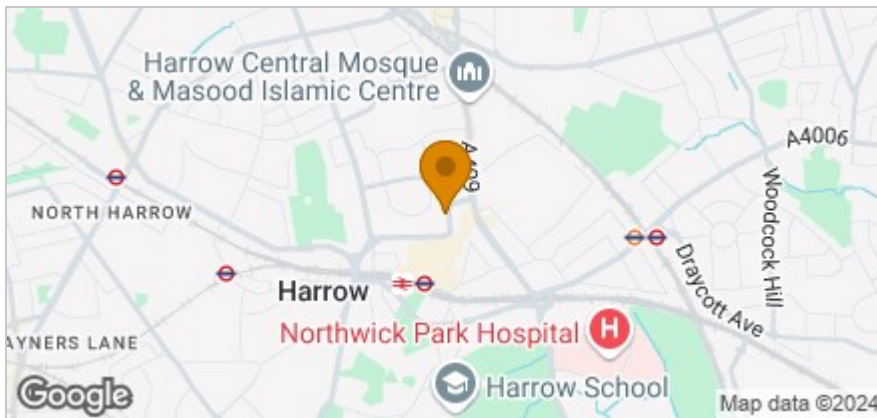 Harrow Central Mosque
& Masood Islamic Centre
A409
A4006
Woodcock Hill
NORTH HARROW
Draycott Ave
Harrow
Northwick Park Hospital
H
AYNERS LANE
Harrow School
Google
Map data ©2024